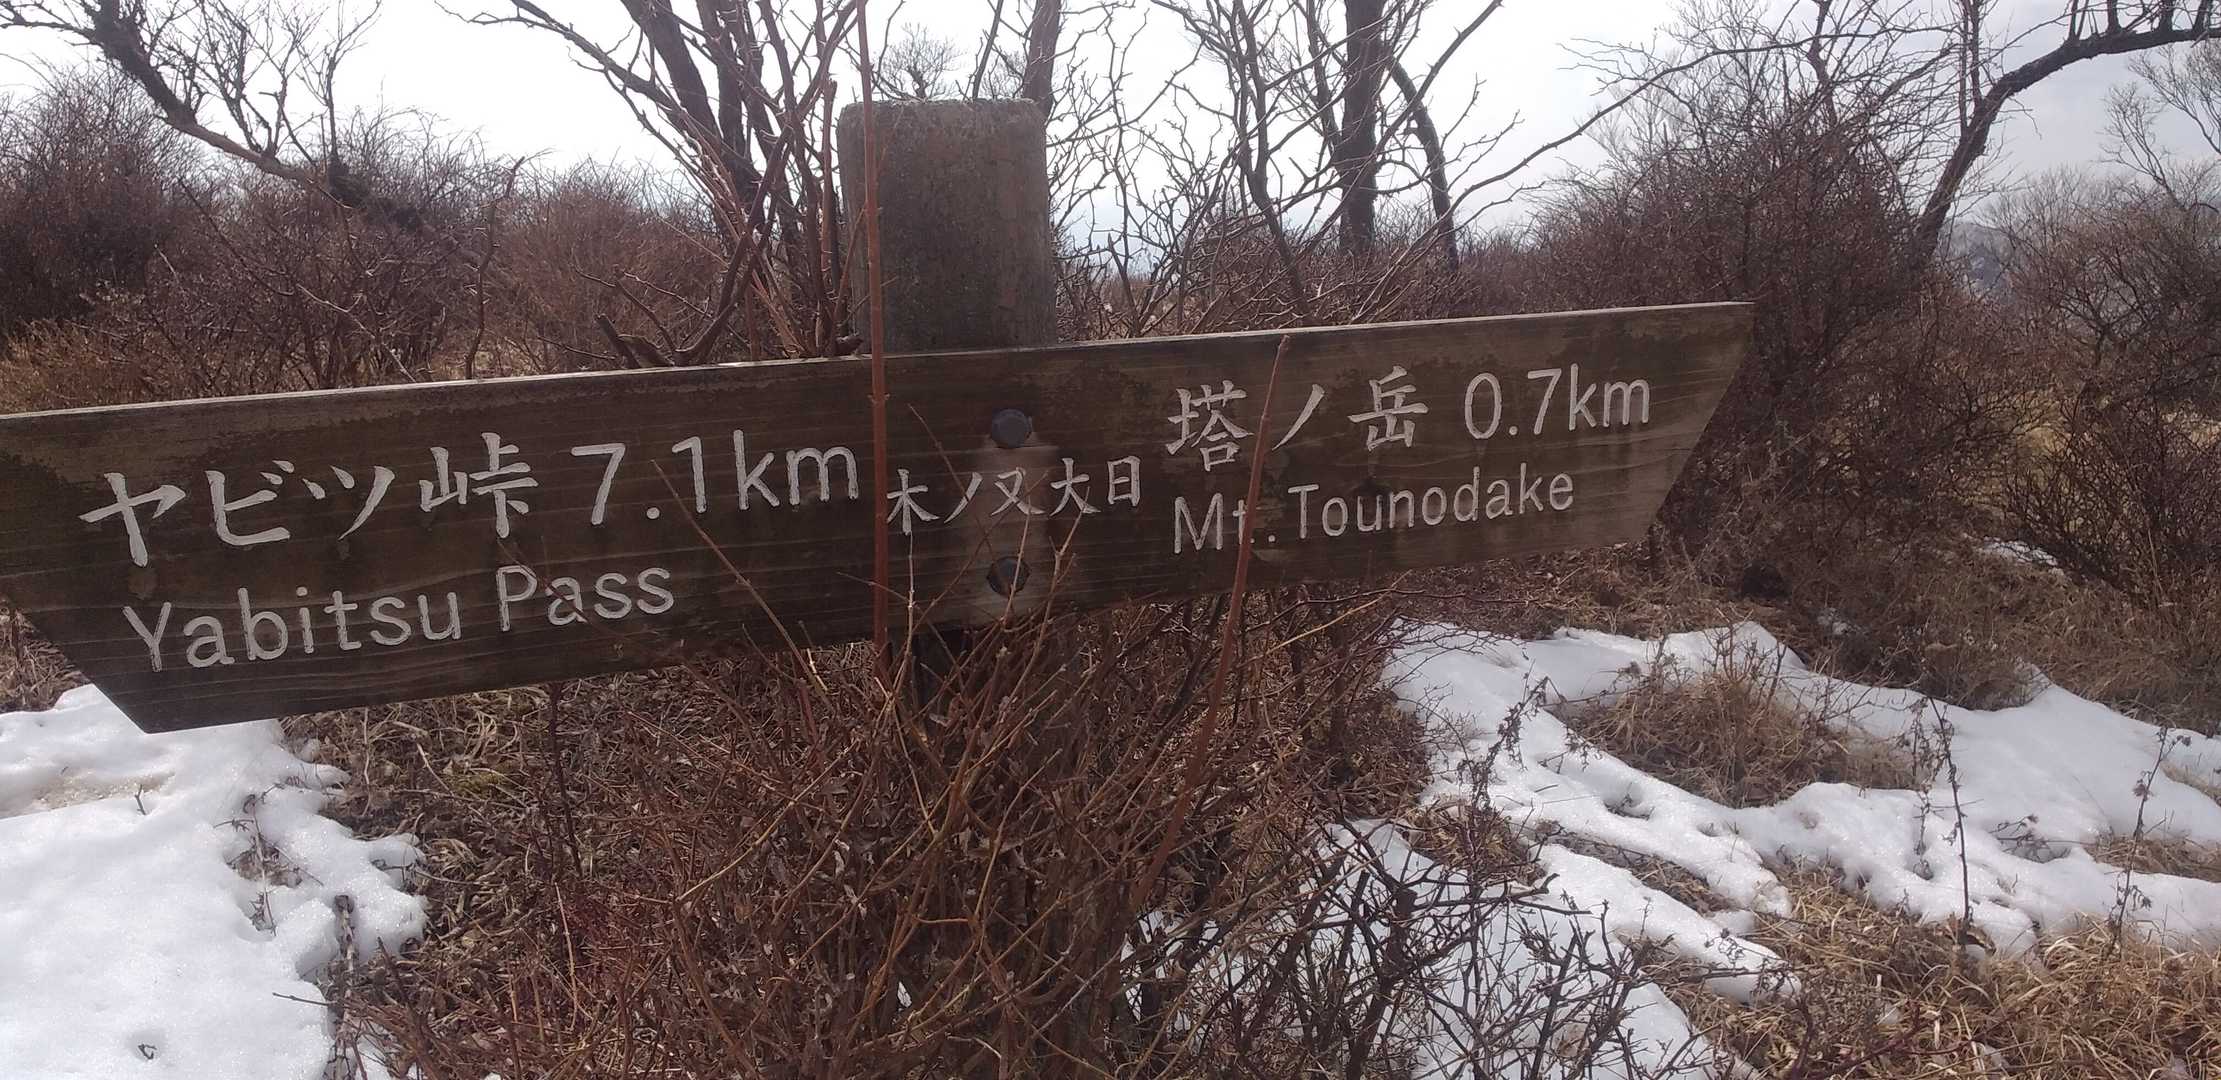 ヤビツ峠 7.1km
Yabitsu Pass
木ノ又大日
塔ノ岳 0.7km
Mt. Tounodake